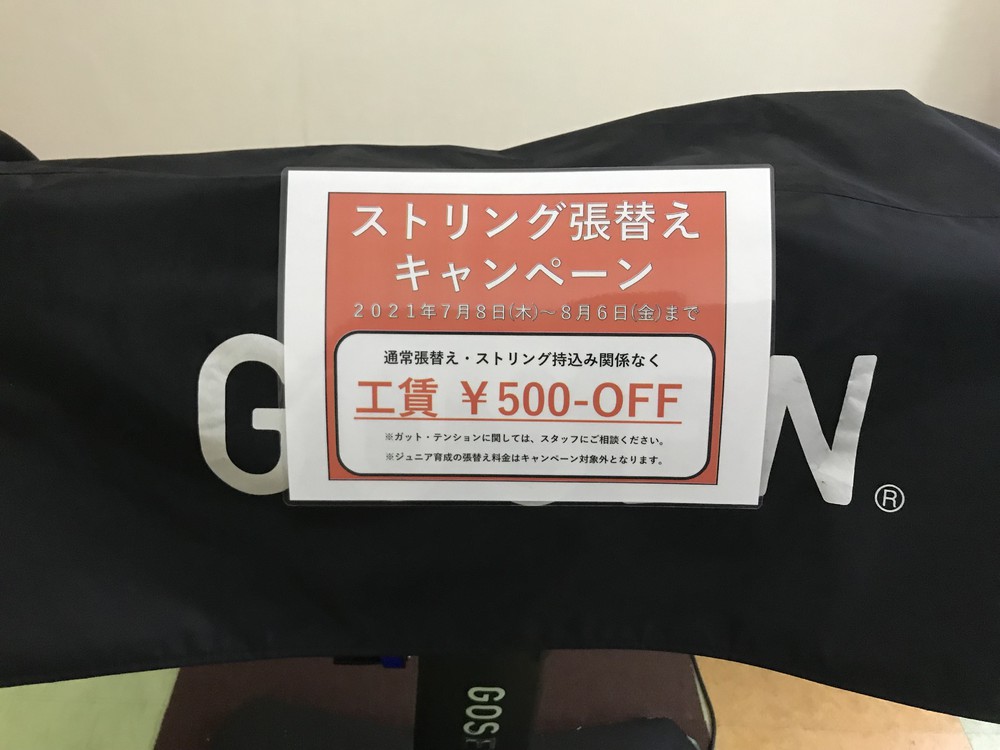 ストリング張替え
キャンペーン
2021年7月8日(木)～8月6日(金)まで
通常張替え・ストリング持込み関係なく
工賃 ¥500-OFF
※ガット・テンションに関しては、スタッフにご相談ください。
※ジュニア育成の張替え料金はキャンペーン対象外となります。
G N ®
GOS